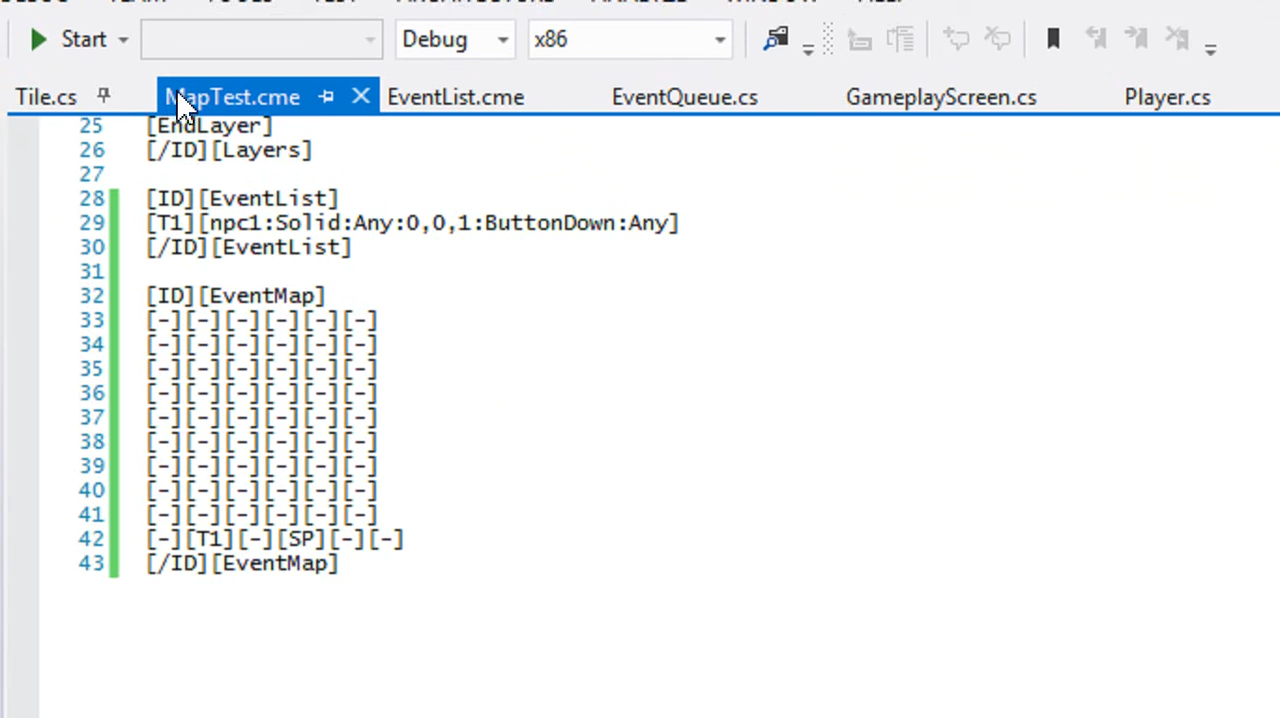 Start Debug x86
Tile.cs MapTest.cme EventList.cme EventQueue.cs GameplayScreen.cs Player.cs
25 [EndLayer]
26 [/ID][Layers]
27
28 [ID][EventList]
29 [T1][npc1:Solid:Any:0,0,1:ButtonDown:Any]
30 [/ID][EventList]
31
32 [ID][EventMap]
33 [-][-][-][-][-][-]
34 [-][-][-][-][-][-]
35 [-][-][-][-][-][-]
36 [-][-][-][-][-][-]
37 [-][-][-][-][-][-]
38 [-][-][-][-][-][-]
39 [-][-][-][-][-][-]
40 [-][-][-][-][-][-]
41 [-][-][-][-][-][-]
42 [-][T1][-][SP][-][-]
43 [/ID][EventMap]